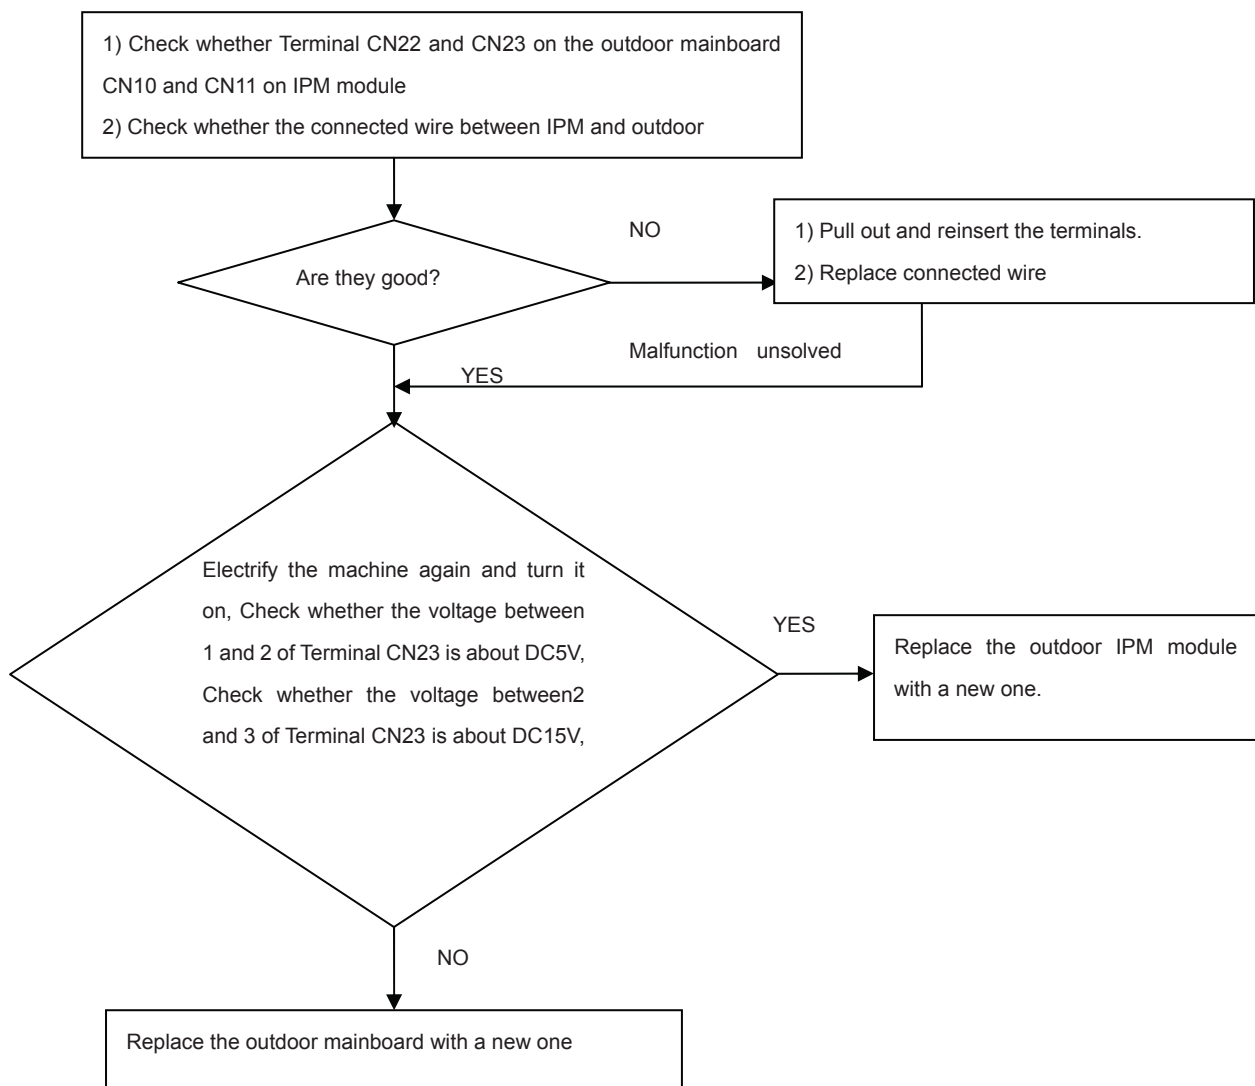 1) Check whether Terminal CN22 and CN23 on the outdoor mainboard
CN10 and CN11 on IPM module
2) Check whether the connected wire between IPM and outdoor
NO
1) Pull out and reinsert the terminals.
2) Replace connected wire
Are they good?
Malfunction unsolved
YES
Electrify the machine again and turn it
on, Check whether the voltage between
1 and 2 of Terminal CN23 is about DC5V,
Check whether the voltage between2
and 3 of Terminal CN23 is about DC15V,
YES
Replace the outdoor IPM module
with a new one.
NO
Replace the outdoor mainboard with a new one